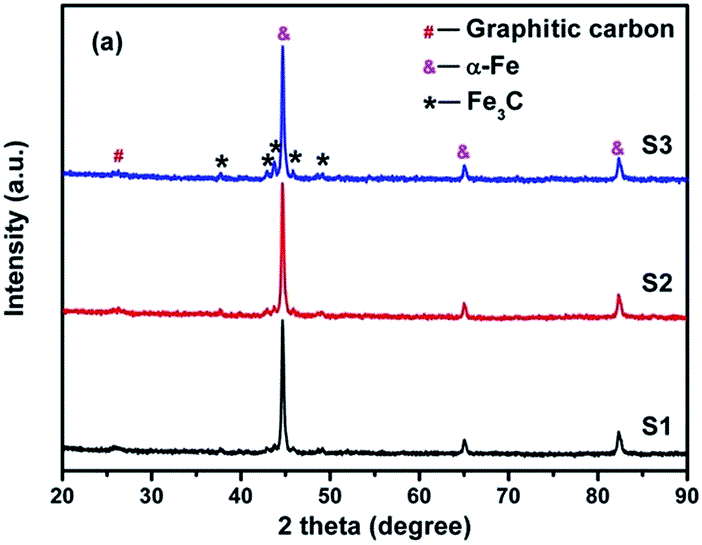 (a)
&
# — Graphitic carbon
& — α-Fe
* — Fe₃C
S3
#
*
*
*
*
*
&
&
S2
S1
Intensity (a.u.)
20 30 40 50 60 70 80 90
2 theta (degree)